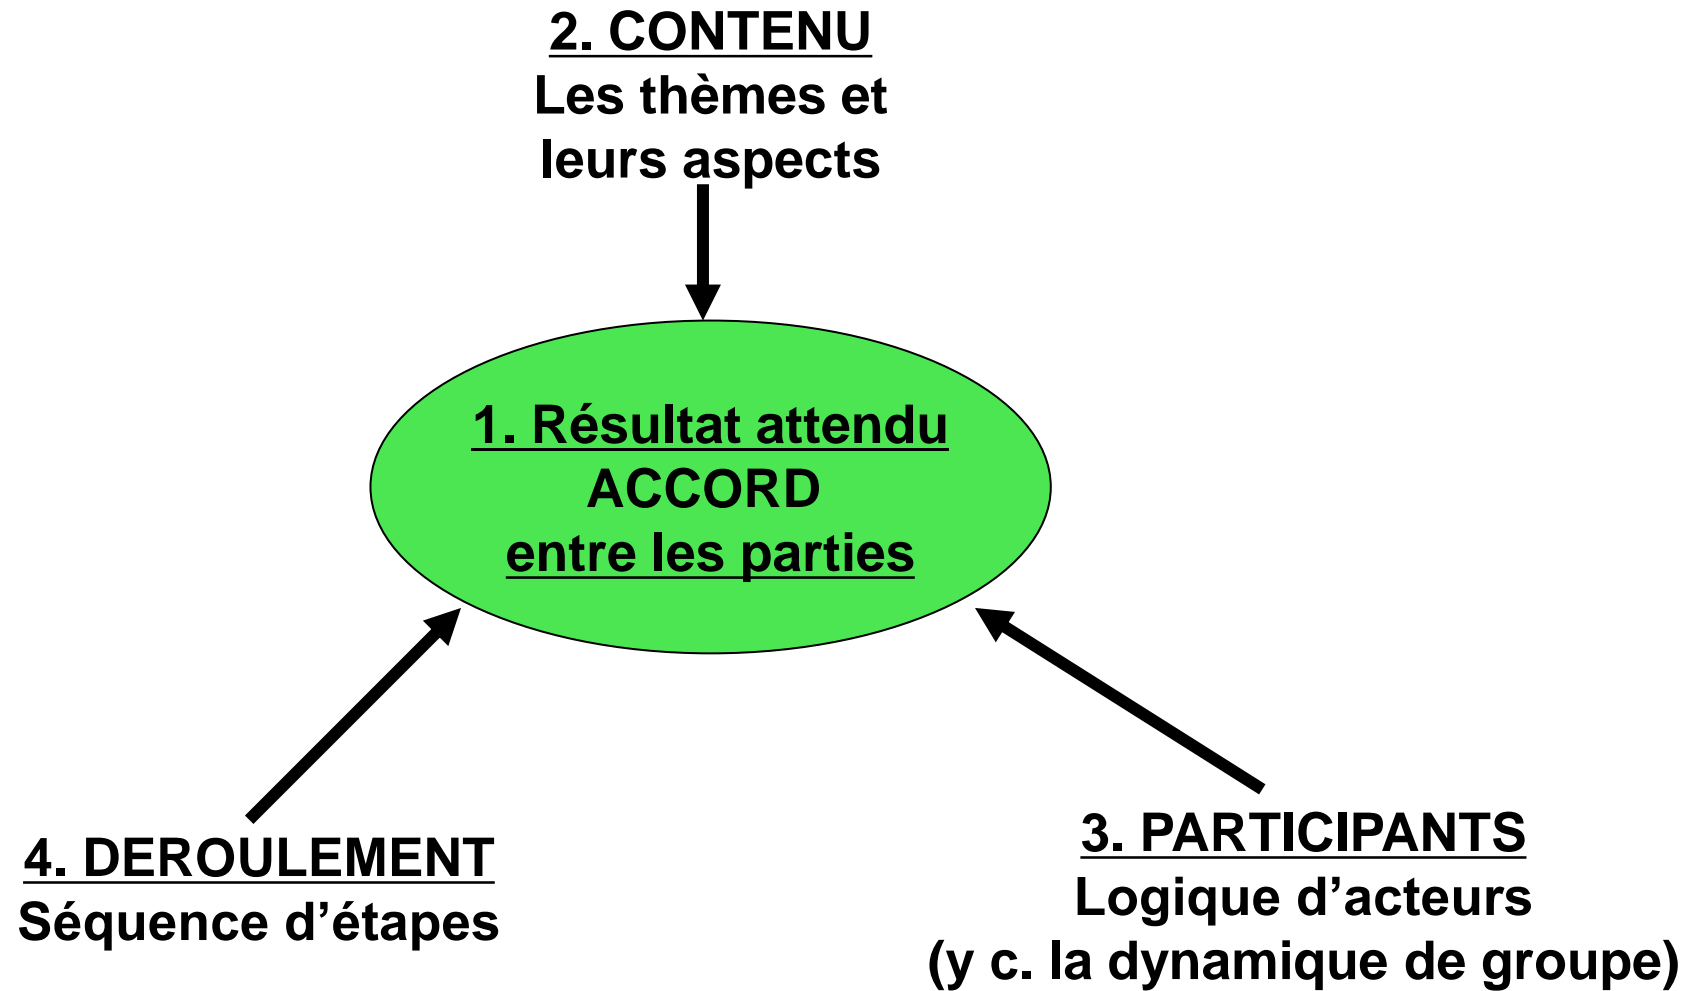 2. CONTENU
Les thèmes et
leurs aspects
1. Résultat attendu
ACCORD
entre les parties
4. DEROULEMENT
Séquence d’étapes
3. PARTICIPANTS
Logique d’acteurs
(y c. la dynamique de groupe)